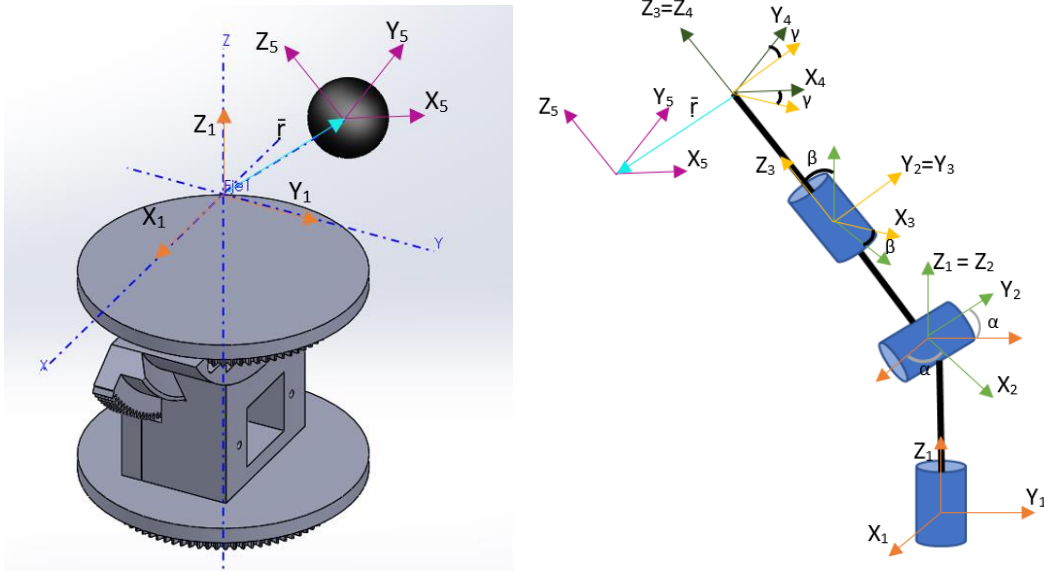 Z
Z₅
Y₅
X₅
Z₁
r̄
Y₁
X₁
Y
X
Z₃=Z₄
Y₄
γ
X₄
γ
r̄
Z₅
Y₅
X₅
β
Z₃
Y₂=Y₃
X₃
β
Z₁ = Z₂
Y₂
α
α
X₂
Z₁
Y₁
X₁